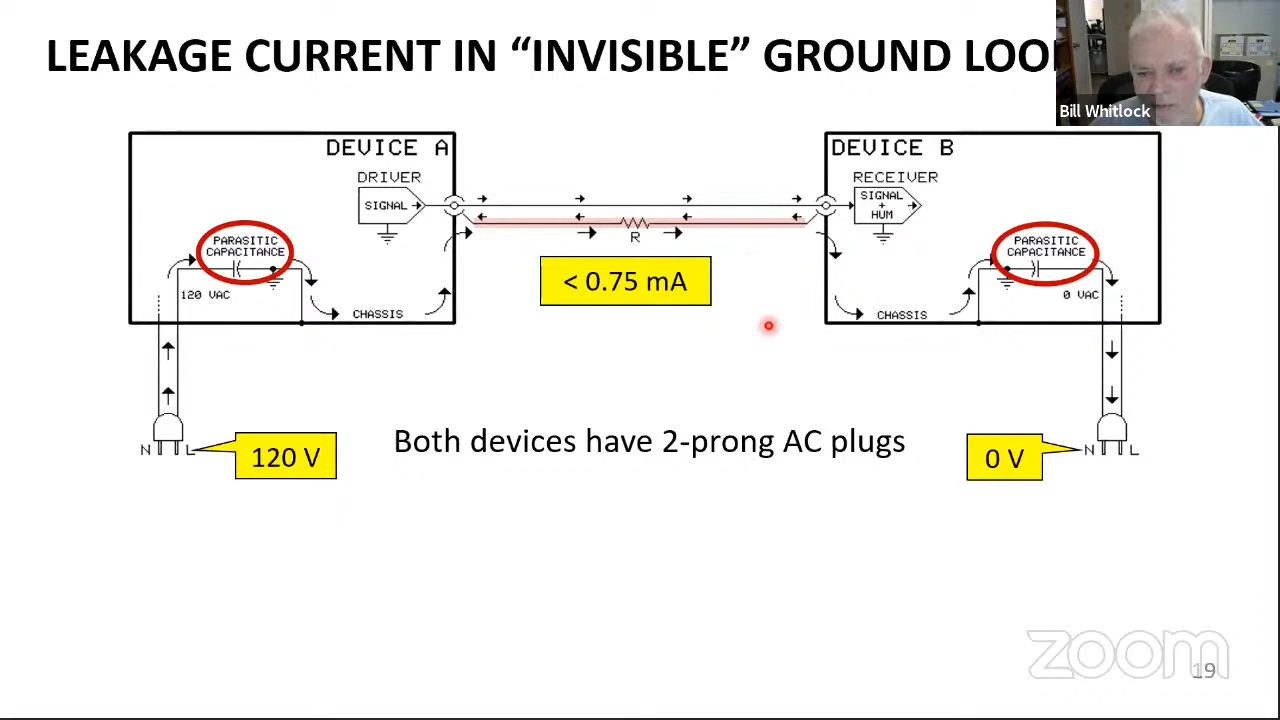 LEAKAGE CURRENT IN “INVISIBLE” GROUND
Bill Whitlock
DEVICE A
DRIVER
SIGNAL
PARASITIC
CAPACITANCE
120 VAC
CHASSIS
N L
120 V
R
< 0.75 mA
Both devices have 2-prong AC plugs
DEVICE B
RECEIVER
SIGNAL
+
HUM
PARASITIC
CAPACITANCE
0 VAC
CHASSIS
0 V
N L
zoom
19